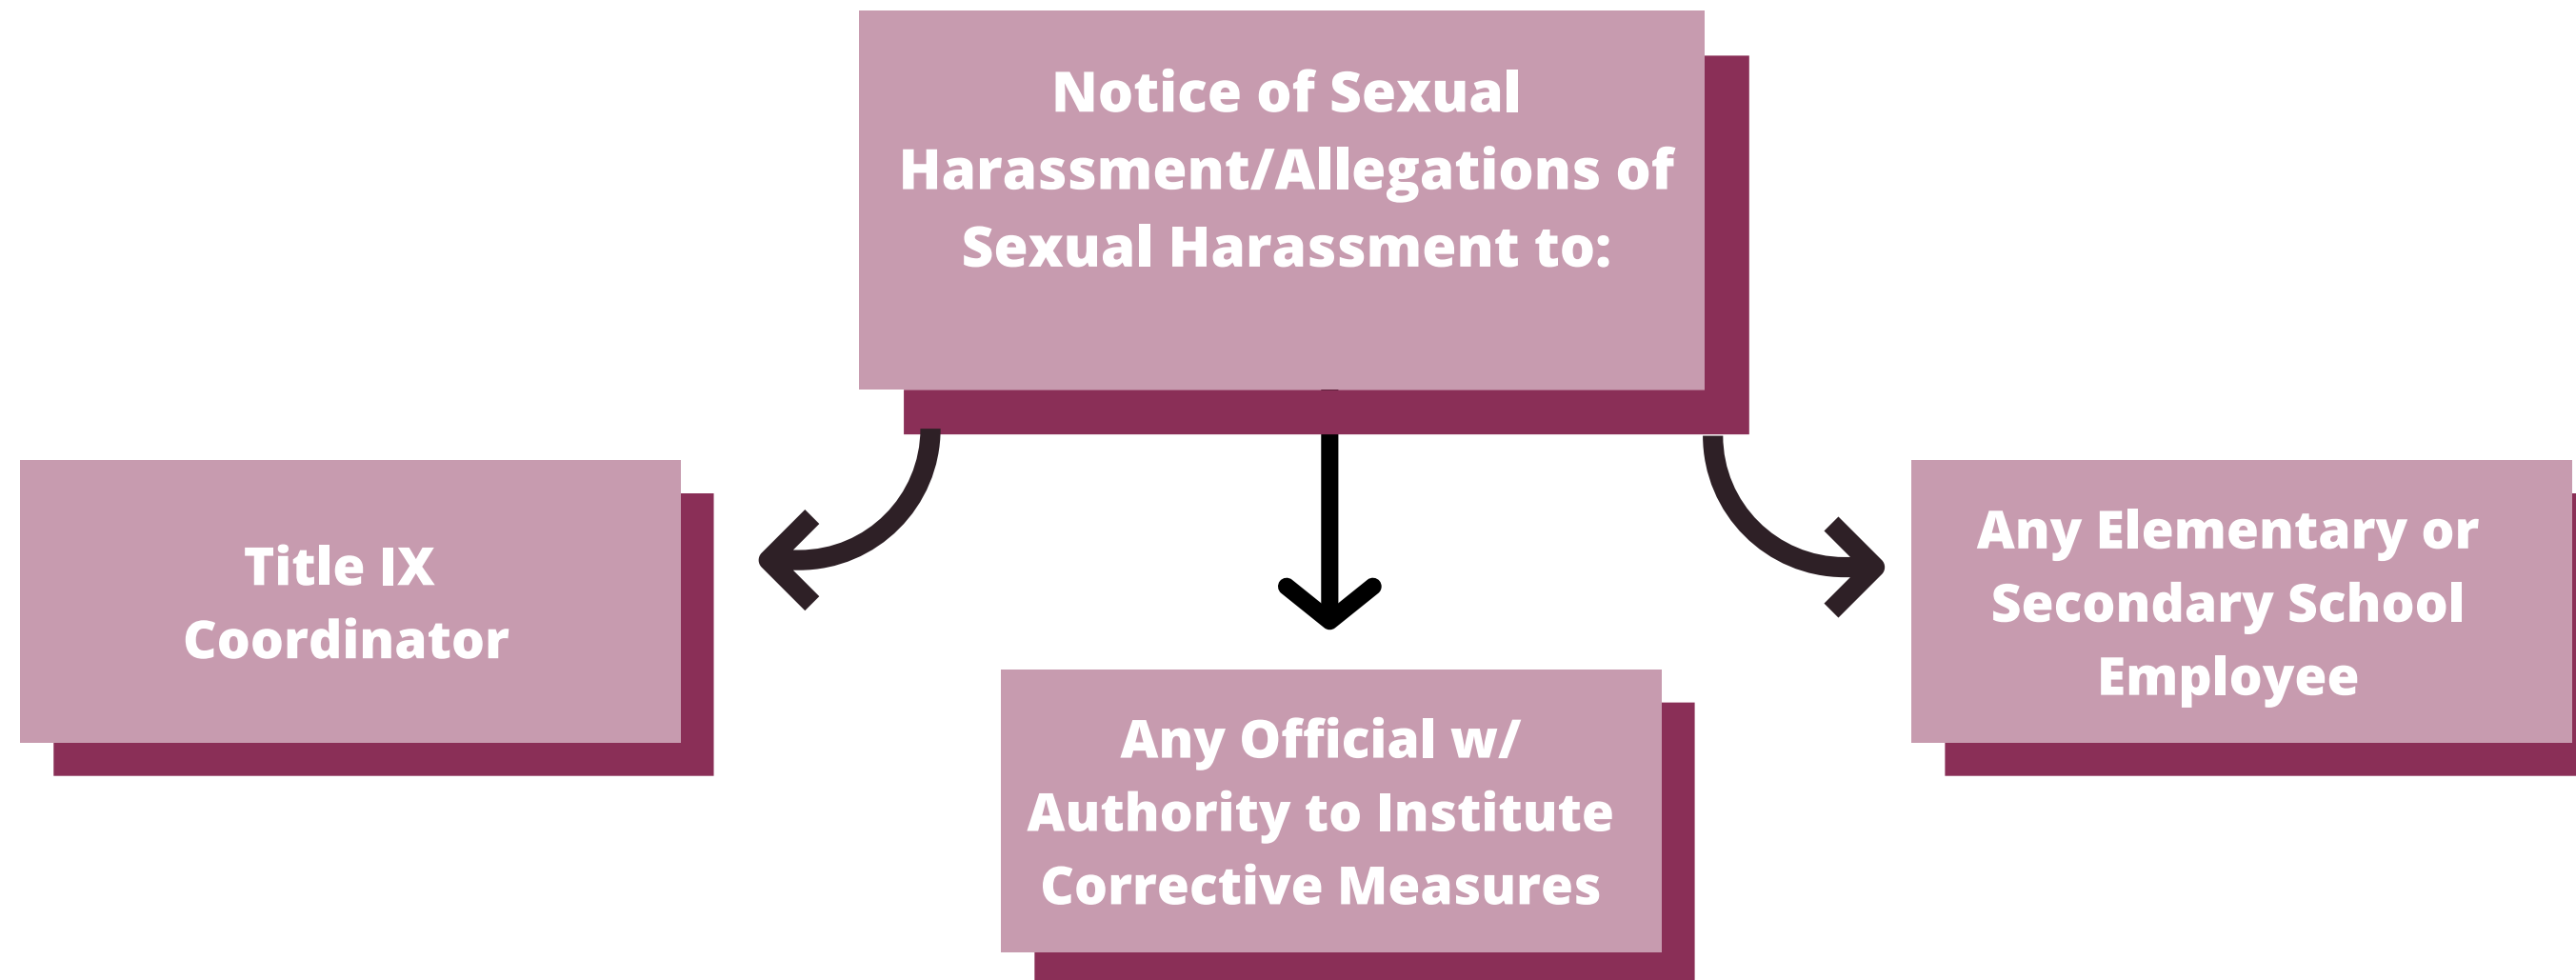 Notice of Sexual
Harassment/Allegations of
Sexual Harassment to:
Title IX
Coordinator
Any Official w/
Authority to Institute
Corrective Measures
Any Elementary or
Secondary School
Employee